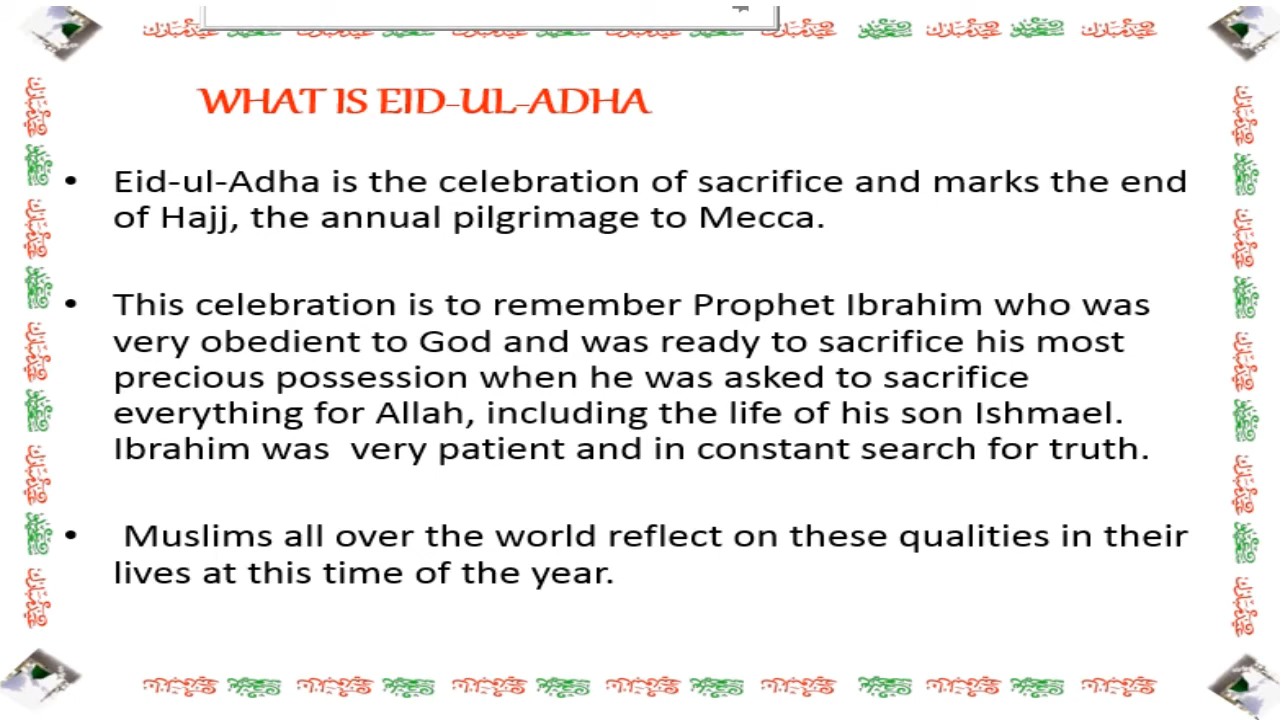 WHAT IS EID-UL-ADHA
• Eid-ul-Adha is the celebration of sacrifice and marks the end
of Hajj, the annual pilgrimage to Mecca.
• This celebration is to remember Prophet Ibrahim who was
very obedient to God and was ready to sacrifice his most
precious possession when he was asked to sacrifice
everything for Allah, including the life of his son Ishmael.
Ibrahim was  very patient and in constant search for truth.
• Muslims all over the world reflect on these qualities in their
lives at this time of the year.